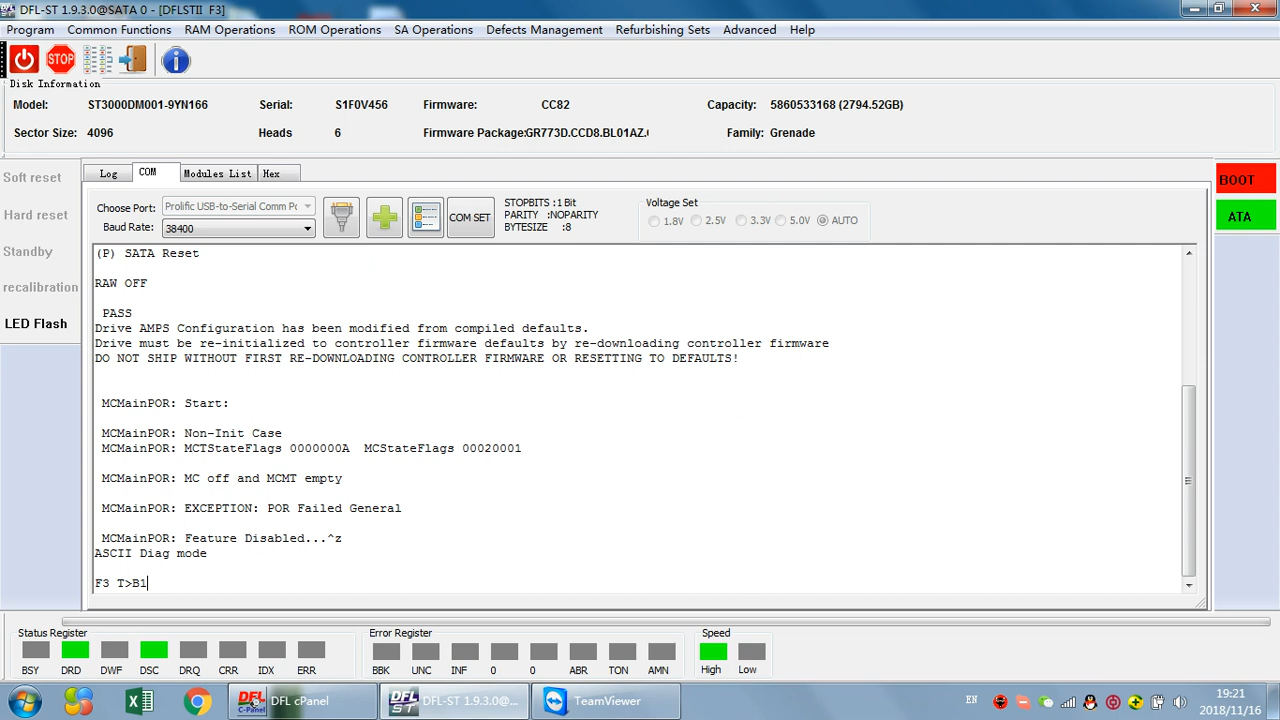 DFL-ST 1.9.3.0@SATA 0 - [DFLSTII F3]
Program Common Functions RAM Operations ROM Operations SA Operations Defects Management Refurbishing Sets Advanced Help
STOP
Disk Information
Model: ST3000DM001-9YN166 Serial: S1F0V456 Firmware: CC82 Capacity: 5860533168 (2794.52GB)
Sector Size: 4096 Heads 6 Firmware Package:GR773D.CCD8.BL01AZ. Family: Grenade
Soft reset
Hard reset
Standby
recalibration
LED Flash
Log COM Modules List Hex
Choose Port: Prolific USB-to-Serial Comm Po
Baud Rate: 38400
COM SET
STOPBITS :1 Bit
PARITY :NOPARITY
BYTESIZE :8
Voltage Set
1.8V 2.5V 3.3V 5.0V AUTO
BOOT
ATA
(P) SATA Reset
RAW OFF
PASS
Drive AMPS Configuration has been modified from compiled defaults.
Drive must be re-initialized to controller firmware defaults by re-downloading controller firmware
DO NOT SHIP WITHOUT FIRST RE-DOWNLOADING CONTROLLER FIRMWARE OR RESETTING TO DEFAULTS!
MCMainPOR: Start:
MCMainPOR: Non-Init Case
MCMainPOR: MCTStateFlags 0000000A MCStateFlags 00020001
MCMainPOR: MC off and MCMT empty
MCMainPOR: EXCEPTION: POR Failed General
MCMainPOR: Feature Disabled...^z
ASCII Diag mode
F3 T>B1
Status Register
BSY DRD DWF DSC DRQ CRR IDX ERR
Error Register
BBK UNC INF 0 0 ABR TON AMN
Speed
High Low
DFL C-Panel DFL cPanel
DFL ST DFL-ST 1.9.3.0@...
TeamViewer
EN
19:21
2018/11/16